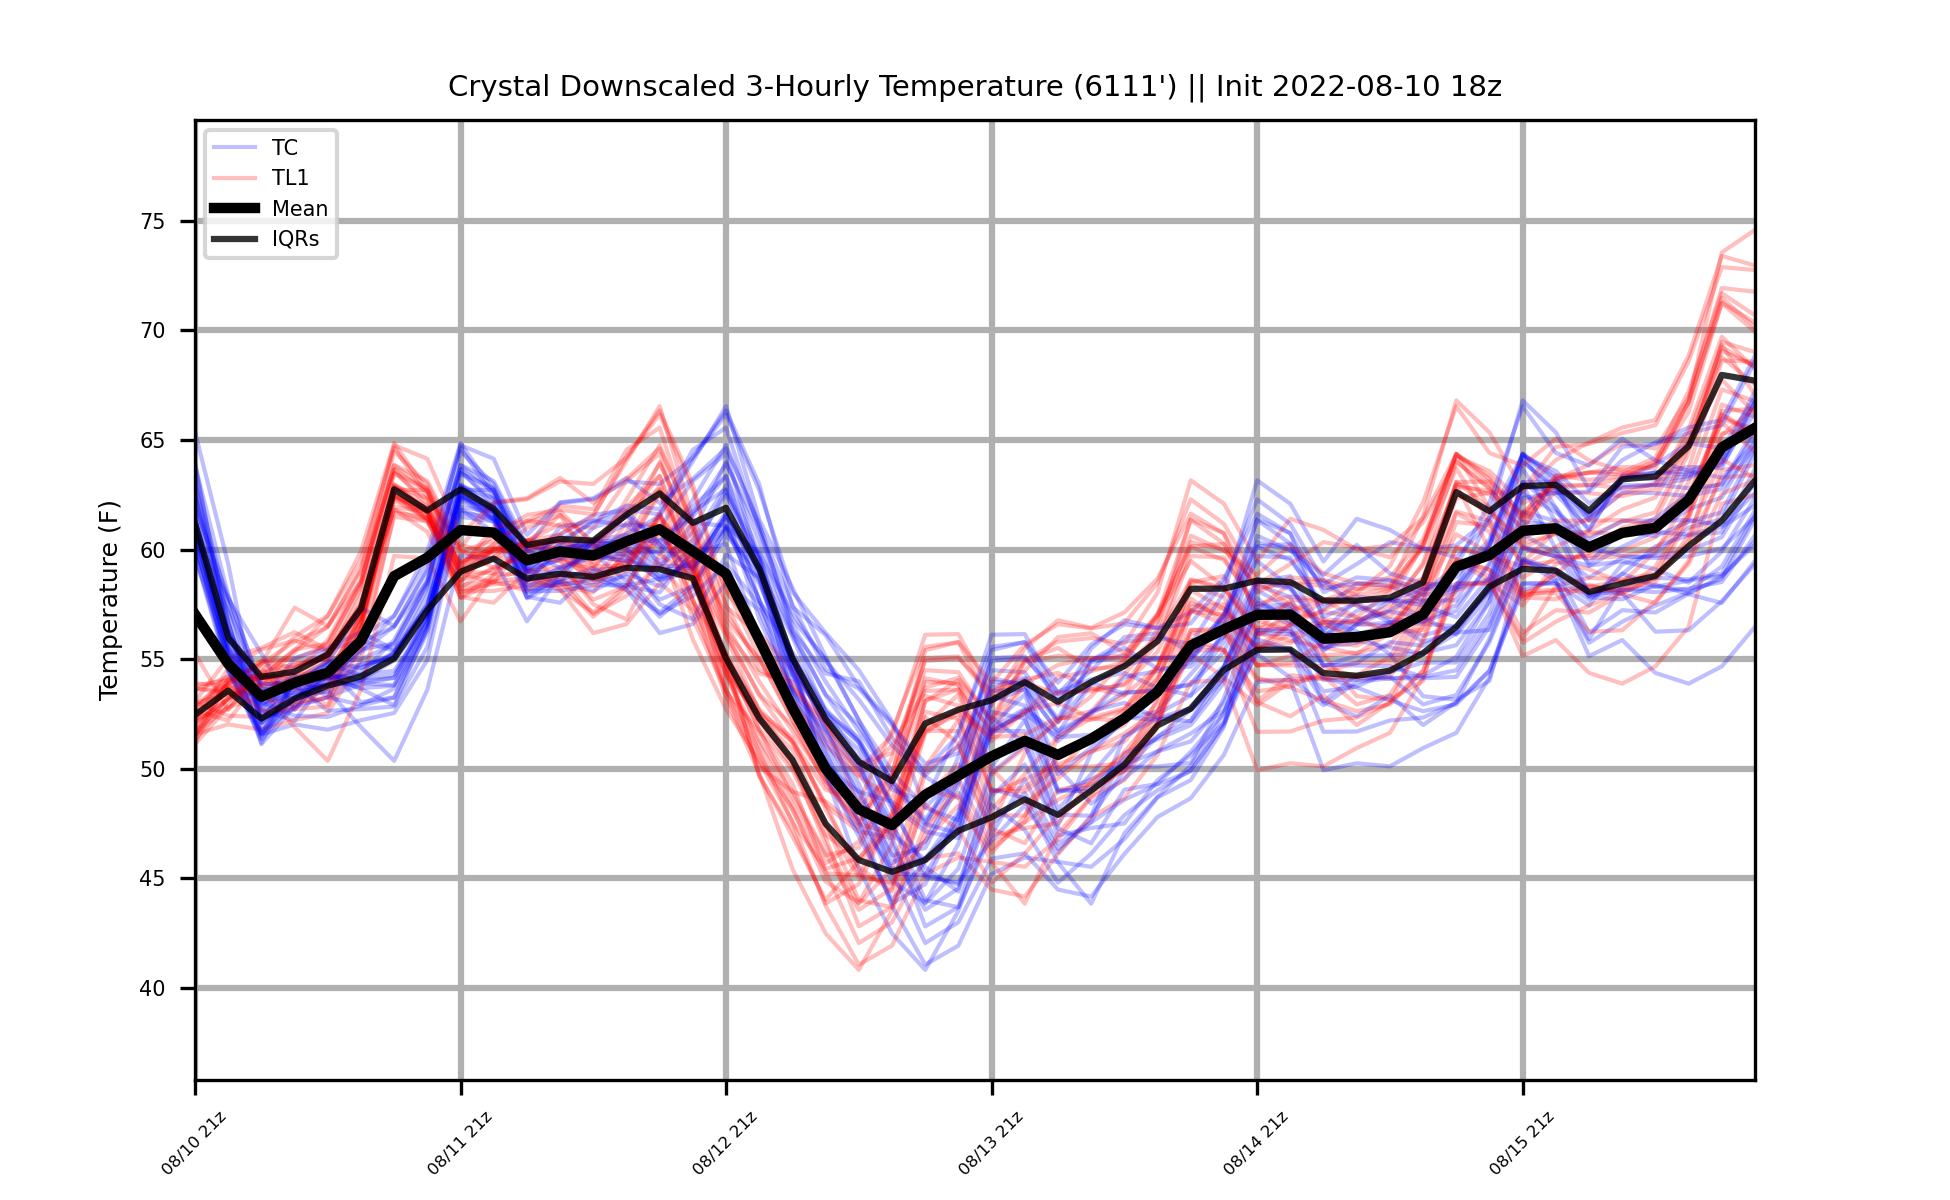 Crystal Downscaled 3-Hourly Temperature (6111') || Init 2022-08-10 18z
TC
TL1
Mean
IQRs
Temperature (F)
75
70
65
60
55
50
45
40
08/10 21z
08/11 21z
08/12 21z
08/13 21z
08/14 21z
08/15 21z